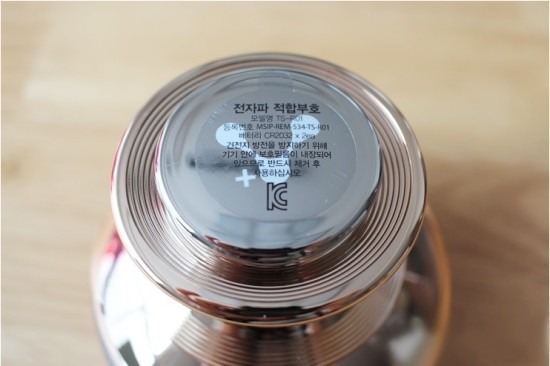 전자파 적합부호
모델명 TS-R01
등록번호 MSIP-REM-S34-TS-R01
배터리 CR2032 x 2ea
건전지 방전을 방지하기 위해
기기 안에 보호필름이 내장되어
있으므로 반드시 제거 후
사용하십시오